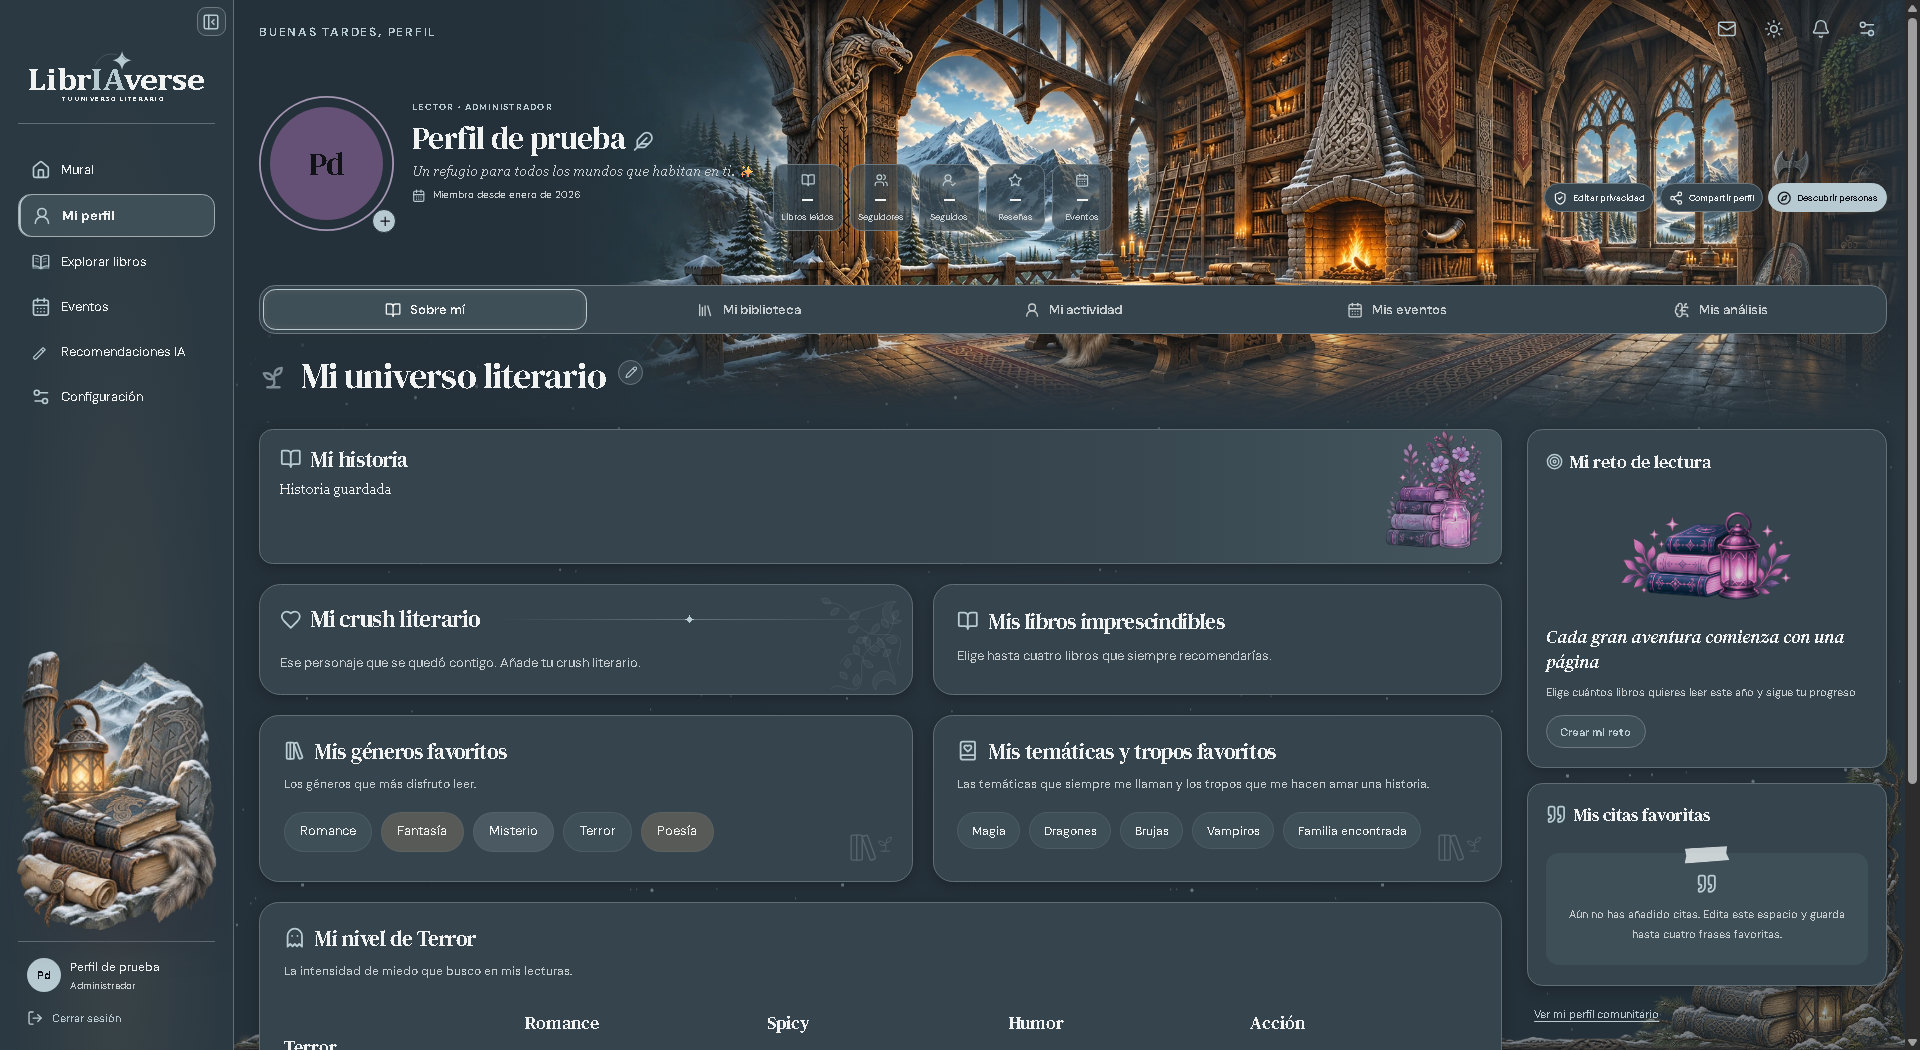 LibrIAverse
TU UNIVERSO LITERARIO
Mural
Mi perfil
Explorar libros
Eventos
Recomendaciones IA
Configuración
Pd
Perfil de prueba
Administrador
Cerrar sesión
BUENAS TARDES, PERFIL
Pd
LECTOR • ADMINISTRADOR
Perfil de prueba
Un refugio para todos los mundos que habitan en ti. ✨
Miembro desde enero de 2026
— Libros leídos
— Seguidores
— Seguidos
— Reseñas
— Eventos
Editar privacidad
Compartir perfil
Descubrir personas
Sobre mí
Mi biblioteca
Mi actividad
Mis eventos
Mis análisis
Mi universo literario
Mi historia
Historia guardada
Mi crush literario
Ese personaje que se quedó contigo. Añade tu crush literario.
Mis libros imprescindibles
Elige hasta cuatro libros que siempre recomendarías.
Mis géneros favoritos
Los géneros que más disfruto leer.
Romance
Fantasía
Misterio
Terror
Poesía
Mis temáticas y tropos favoritos
Las temáticas que siempre me llaman y los tropos que me hacen amar una historia.
Magia
Dragones
Brujas
Vampiros
Familia encontrada
Mi nivel de Terror
La intensidad de miedo que busco en mis lecturas.
Romance
Spicy
Humor
Acción
Terror
Mi reto de lectura
Cada gran aventura comienza con una
página
Elige cuántos libros quieres leer este año y sigue tu progreso
Crear mi reto
Mis citas favoritas
Aún no has añadido citas. Edita este espacio y guarda
hasta cuatro frases favoritas.
Ver mi perfil comunitario